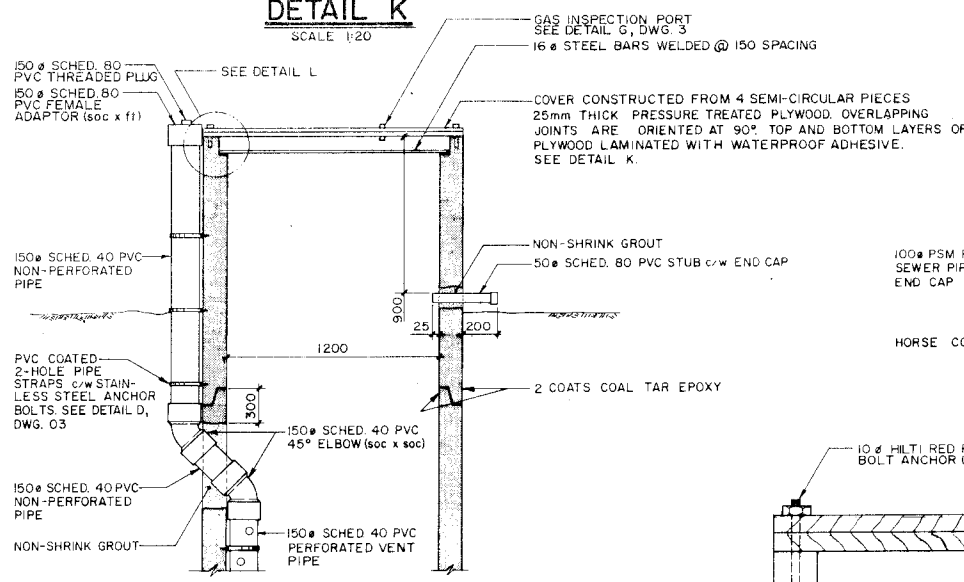 DETAIL K
SCALE 1:20
GAS INSPECTION PORT
SEE DETAIL G, DWG. 3
16 ø STEEL BARS WELDED @ 150 SPACING
150 ø SCHED. 80
PVC THREADED PLUG
SEE DETAIL L
150 ø SCHED. 80
PVC FEMALE
ADAPTOR (soc x ft)
COVER CONSTRUCTED FROM 4 SEMI-CIRCULAR PIECES
25mm THICK PRESSURE TREATED PLYWOOD. OVERLAPPING
JOINTS ARE ORIENTED AT 90°. TOP AND BOTTOM LAYERS OF
PLYWOOD LAMINATED WITH WATERPROOF ADHESIVE.
SEE DETAIL K.
NON-SHRINK GROUT
50ø SCHED. 80 PVC STUB c/w END CAP
150ø SCHED. 40 PVC
NON-PERFORATED
PIPE
100ø PSM
SEWER
END CAP
900
25
200
1200
HORSE
PVC COATED
2-HOLE PIPE
STRAPS c/w STAIN-
LESS STEEL ANCHOR
BOLTS. SEE DETAIL D,
DWG. 03
300
2 COATS COAL TAR EPOXY
150ø SCHED. 40 PVC
45° ELBOW (soc x soc)
10 ø HILTI RED
BOLT ANCHOR
150ø SCHED. 40 PVC
NON-PERFORATED
PIPE
NON-SHRINK GROUT
150ø SCHED 40 PVC
PERFORATED VENT
PIPE